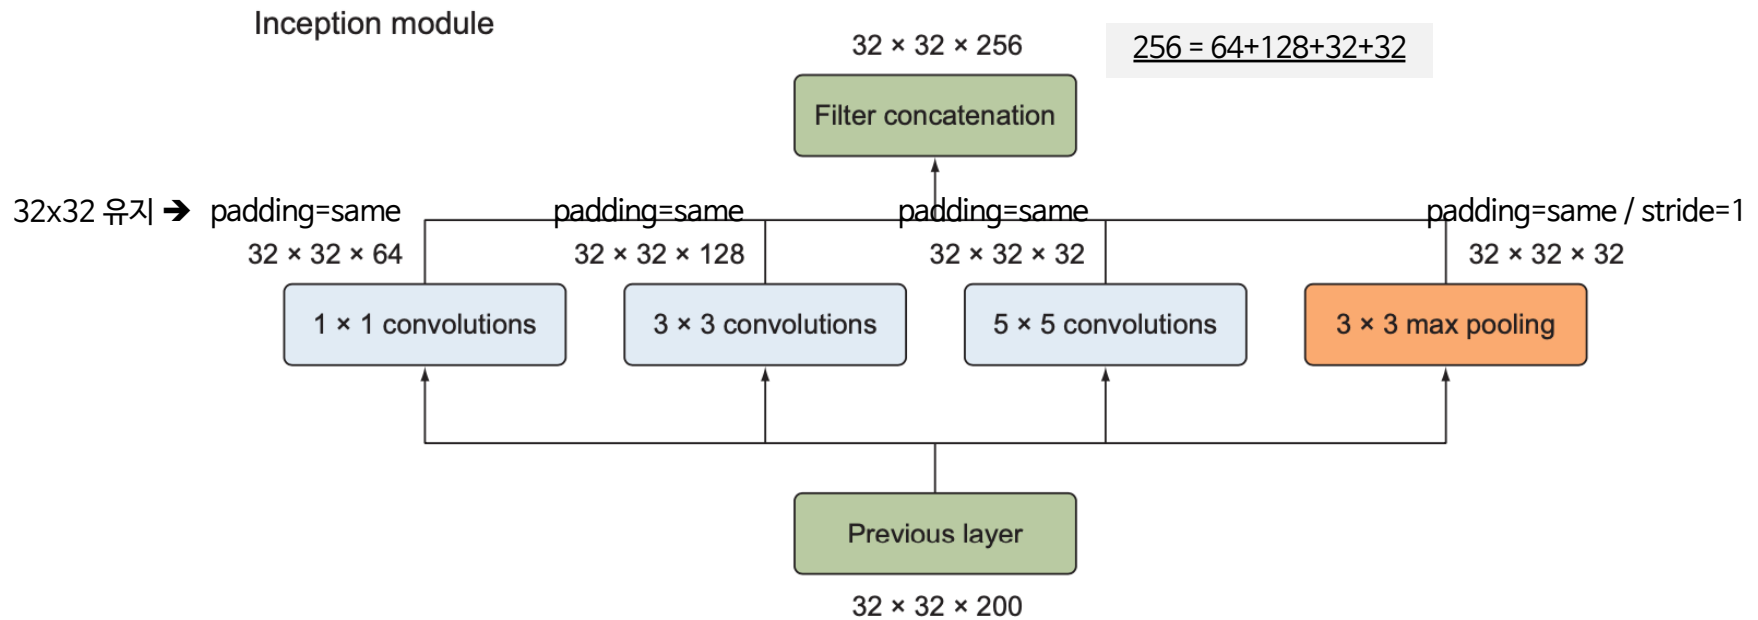 Inception module
32 × 32 × 256
256 = 64+128+32+32
Filter concatenation
32x32 유지 ➔ padding=same padding=same padding=same padding=same / stride=1
32 × 32 × 64 32 × 32 × 128 32 × 32 × 32 32 × 32 × 32
1 × 1 convolutions 3 × 3 convolutions 5 × 5 convolutions 3 × 3 max pooling
Previous layer
32 × 32 × 200